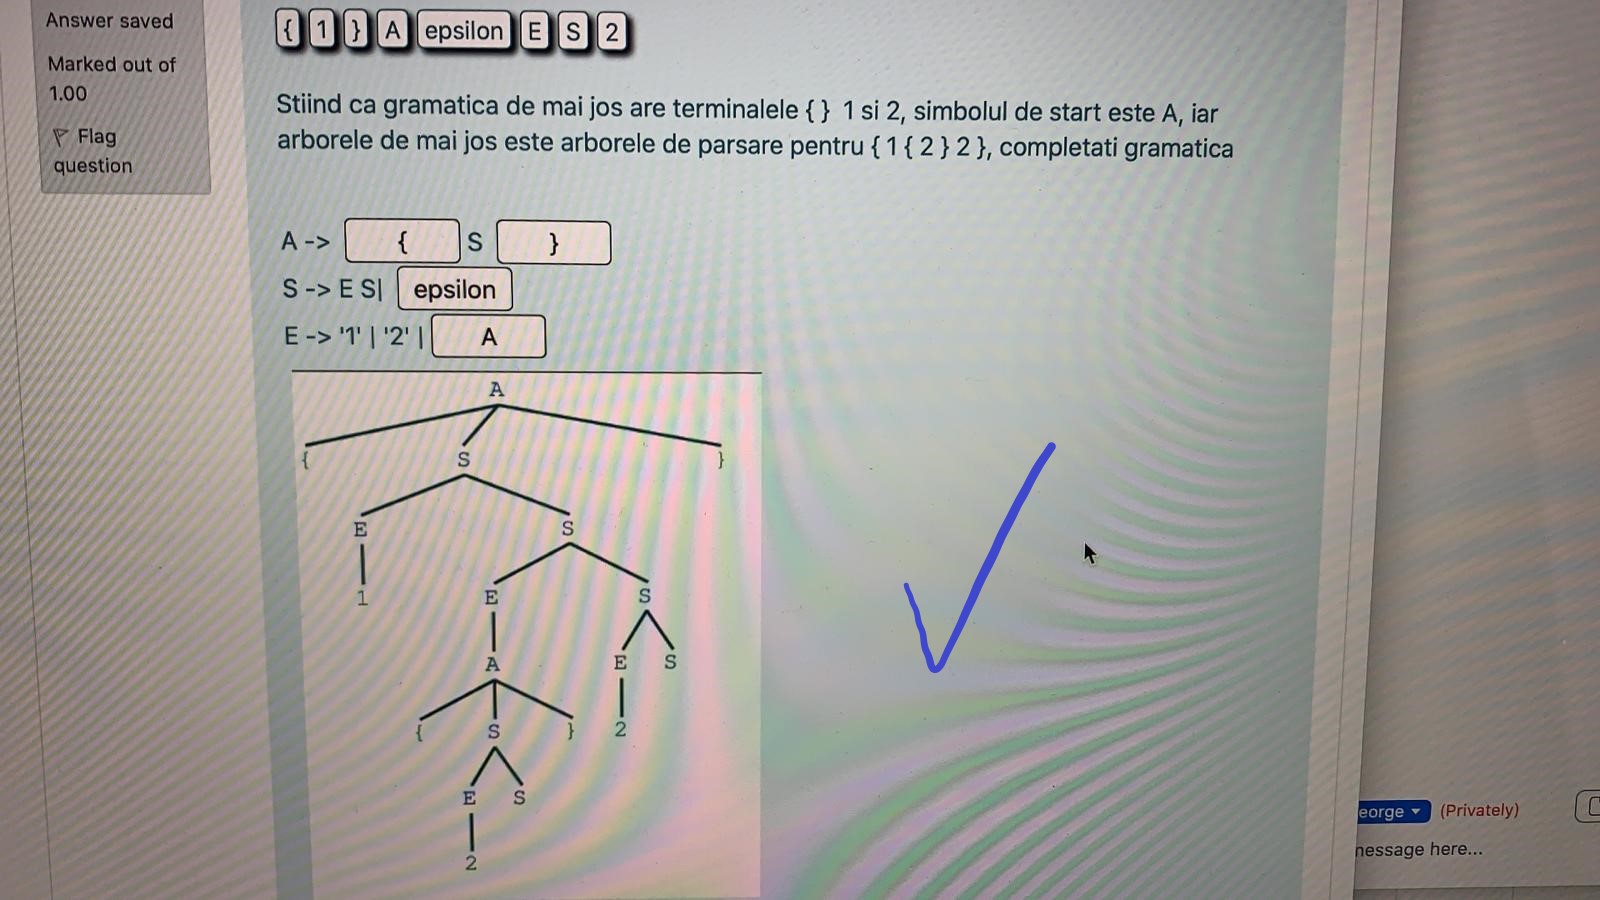 Answer saved
Marked out of
1.00
Flag
question
{ 1 } A epsilon E S 2
Stiind ca gramatica de mai jos are terminalele { } 1 si 2, simbolul de start este A, iar
arborele de mai jos este arborele de parsare pentru { 1 { 2 } 2 }, completati gramatica
A -> { S }
S -> E S| epsilon
E -> '1' | '2' | A
A
{ S }
E S
1 E S
A E S
{ S } 2
E S
2
eorge (Privately)
nessage here...